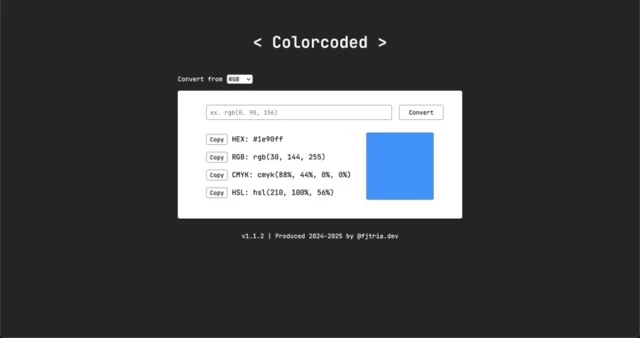 < Colorcoded >
Convert from RGB
ex. rgb(0, 98, 156)
Convert
Copy HEX: #1e90ff
Copy RGB: rgb(30, 144, 255)
Copy CMYK: cmyk(88%, 44%, 0%, 0%)
Copy HSL: hsl(210, 100%, 56%)
v1.1.2 | Produced 2024-2025 by @fjtria.dev